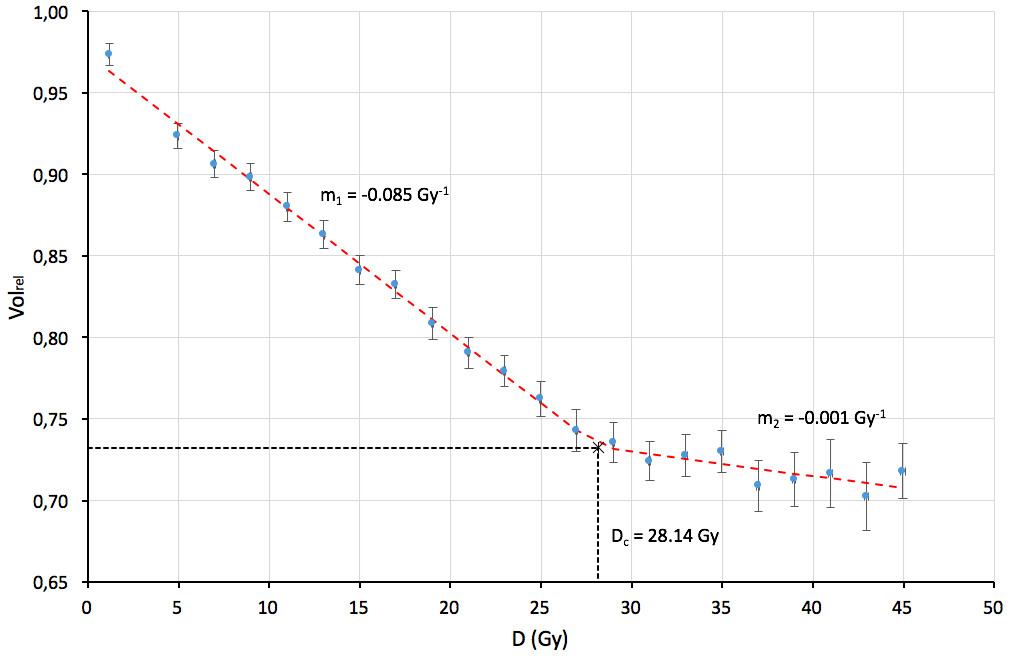 1,00
0,95
0,90
m₁ = -0.085 Gy⁻¹
0,85
Volrel
0,80
0,75
m₂ = -0.001 Gy⁻¹
0,70
D꜀ = 28.14 Gy
0,65
0 5 10 15 20 25 30 35 40 45 50
D (Gy)